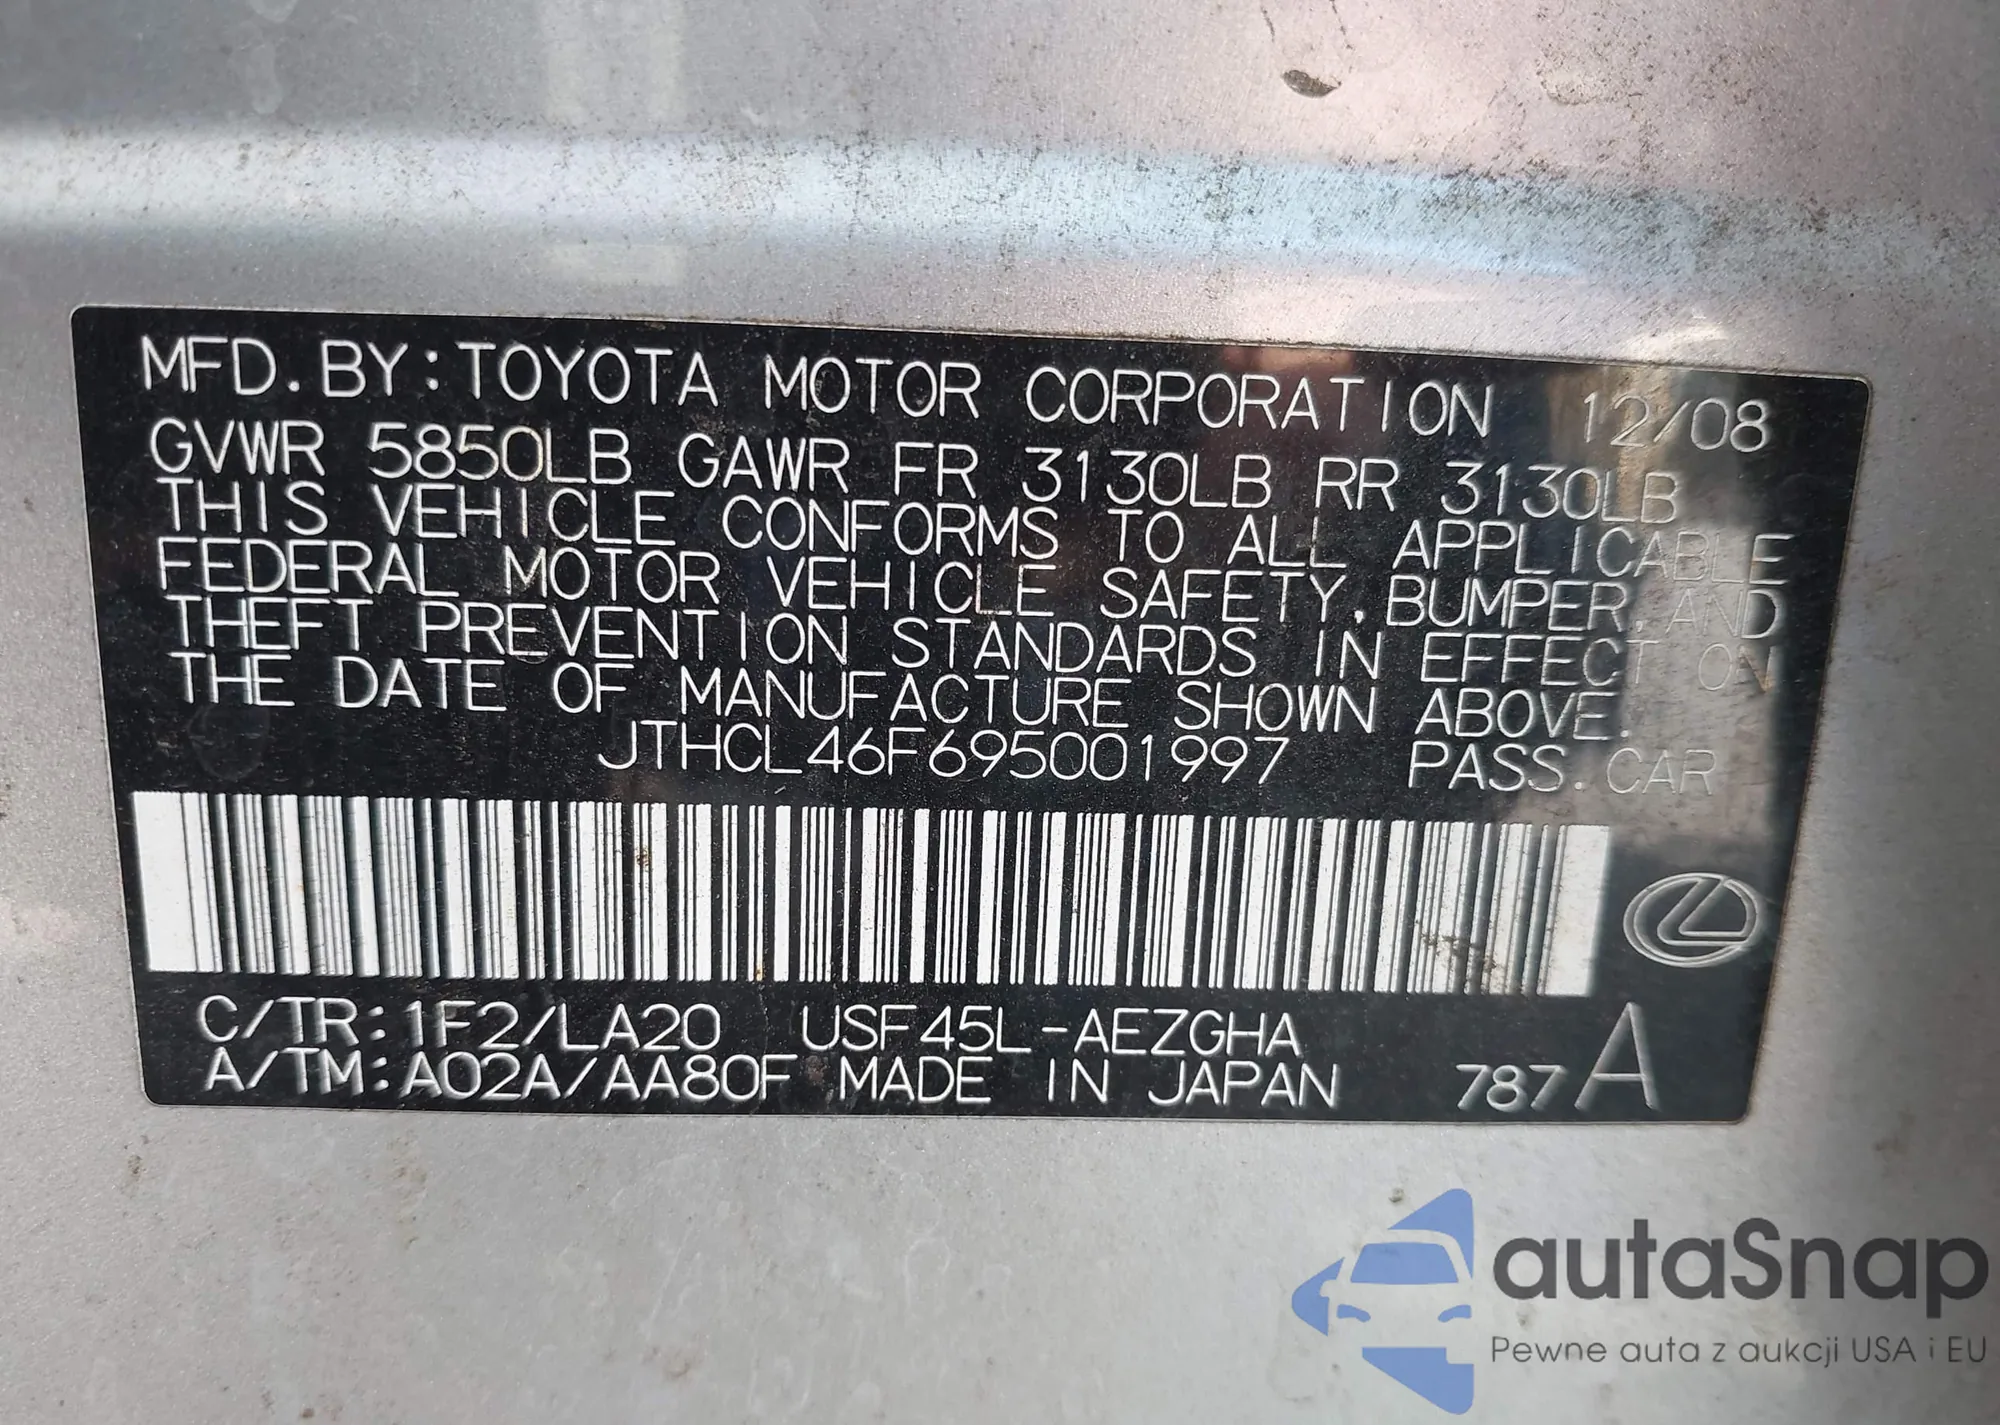 MFD. BY: TOYOTA MOTOR CORPORATION 12/08
GVWR 5850LB GAWR FR 3130LB RR 3130LB
THIS VEHICLE CONFORMS TO ALL APPLICABLE
FEDERAL MOTOR VEHICLE SAFETY, BUMPER, AND
THEFT PREVENTION STANDARDS IN EFFECT ON
THE DATE OF MANUFACTURE SHOWN ABOVE.
JTHCL46F695001997 PASS. CAR
C/TR: 1F2/LA20 USF45L-AEZGHA
A/TM: A02A/AA80F MADE IN JAPAN 787 A
autaSnap
Pewne auta z aukcji USA i EU